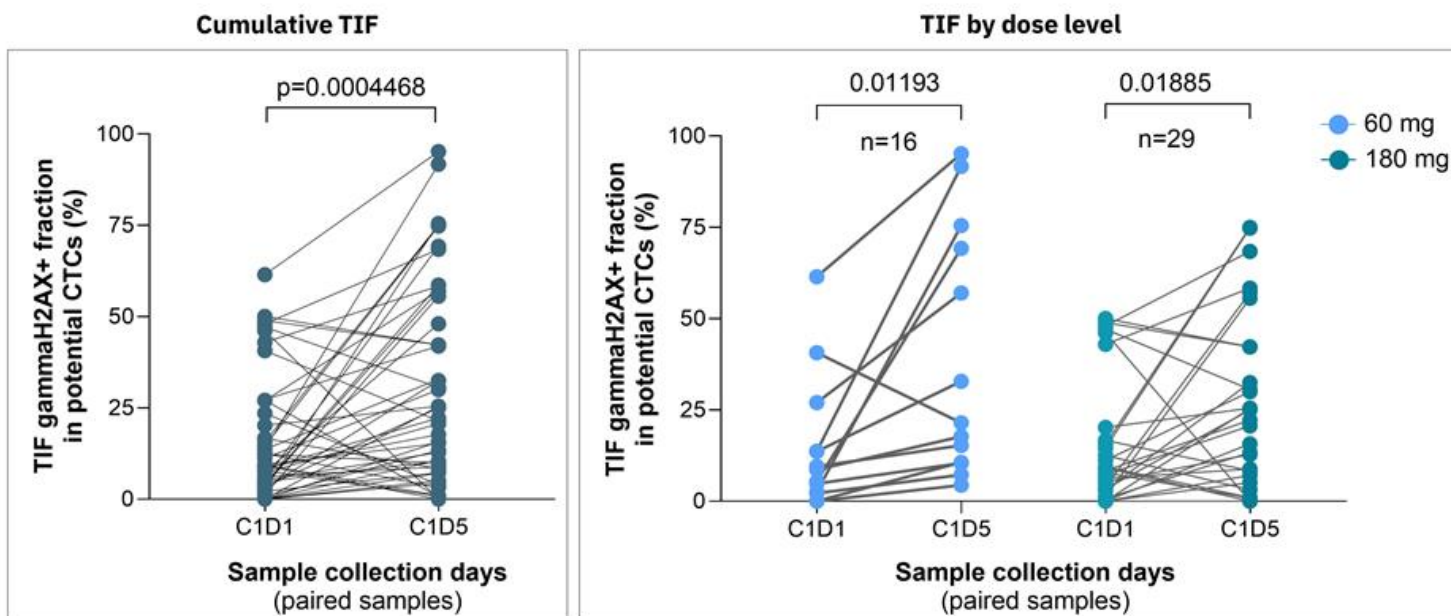 Cumulative TIF
p=0.0004468
100
75
50
25
0
TIF gammaH2AX+ fraction
in potential CTCs (%)
C1D1
C1D5
Sample collection days
(paired samples)
TIF by dose level
0.01193
0.01885
n=16
n=29
60 mg
180 mg
100
75
50
25
0
TIF gammaH2AX+ fraction
in potential CTCs (%)
C1D1
C1D5
C1D1
C1D5
Sample collection days
(paired samples)